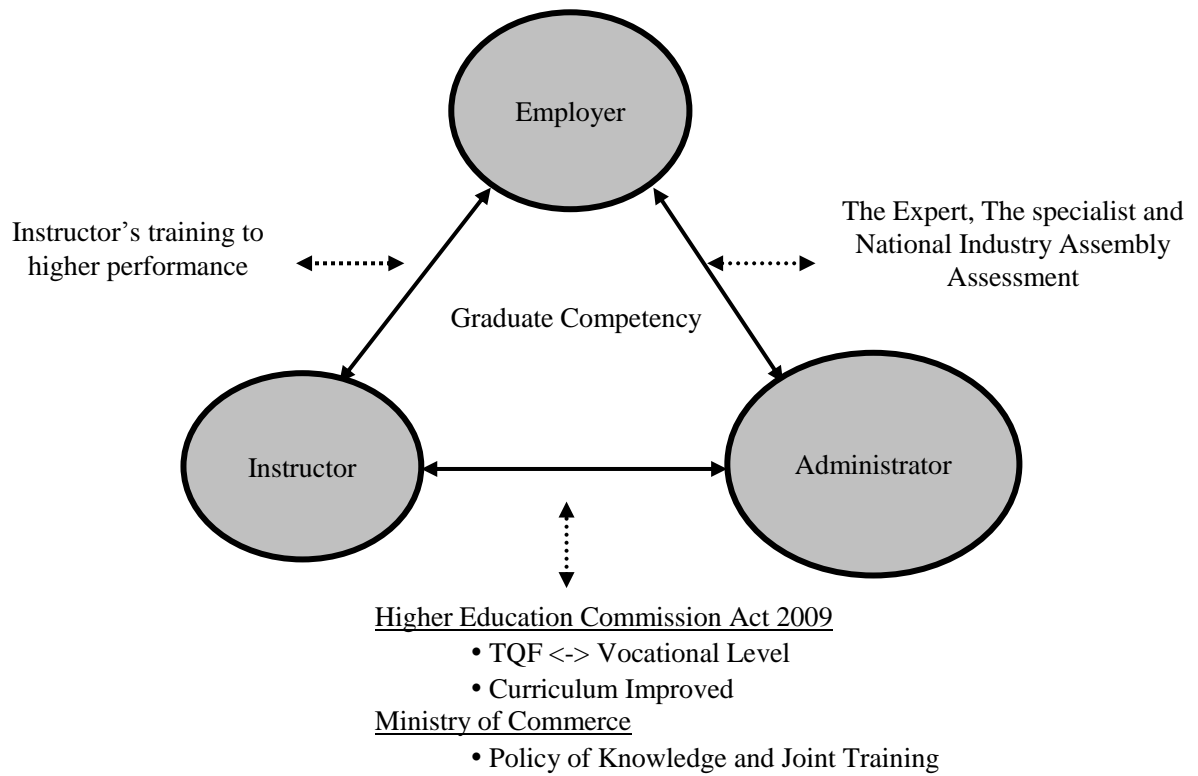 Employer
Instructor’s training to
higher performance
The Expert, The specialist and
National Industry Assembly
Assessment
Graduate Competency
Instructor
Administrator
Higher Education Commission Act 2009
• TQF <-> Vocational Level
• Curriculum Improved
Ministry of Commerce
• Policy of Knowledge and Joint Training